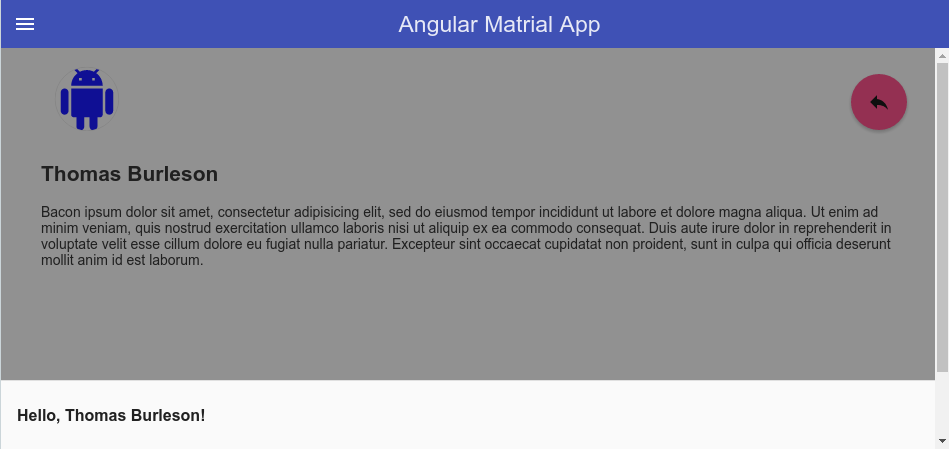 Angular Matrial App
Thomas Burleson
Bacon ipsum dolor sit amet, consectetur adipisicing elit, sed do eiusmod tempor incididunt ut labore et dolore magna aliqua. Ut enim ad
minim veniam, quis nostrud exercitation ullamco laboris nisi ut aliquip ex ea commodo consequat. Duis aute irure dolor in reprehenderit in
voluptate velit esse cillum dolore eu fugiat nulla pariatur. Excepteur sint occaecat cupidatat non proident, sunt in culpa qui officia deserunt
mollit anim id est laborum.
Hello, Thomas Burleson!